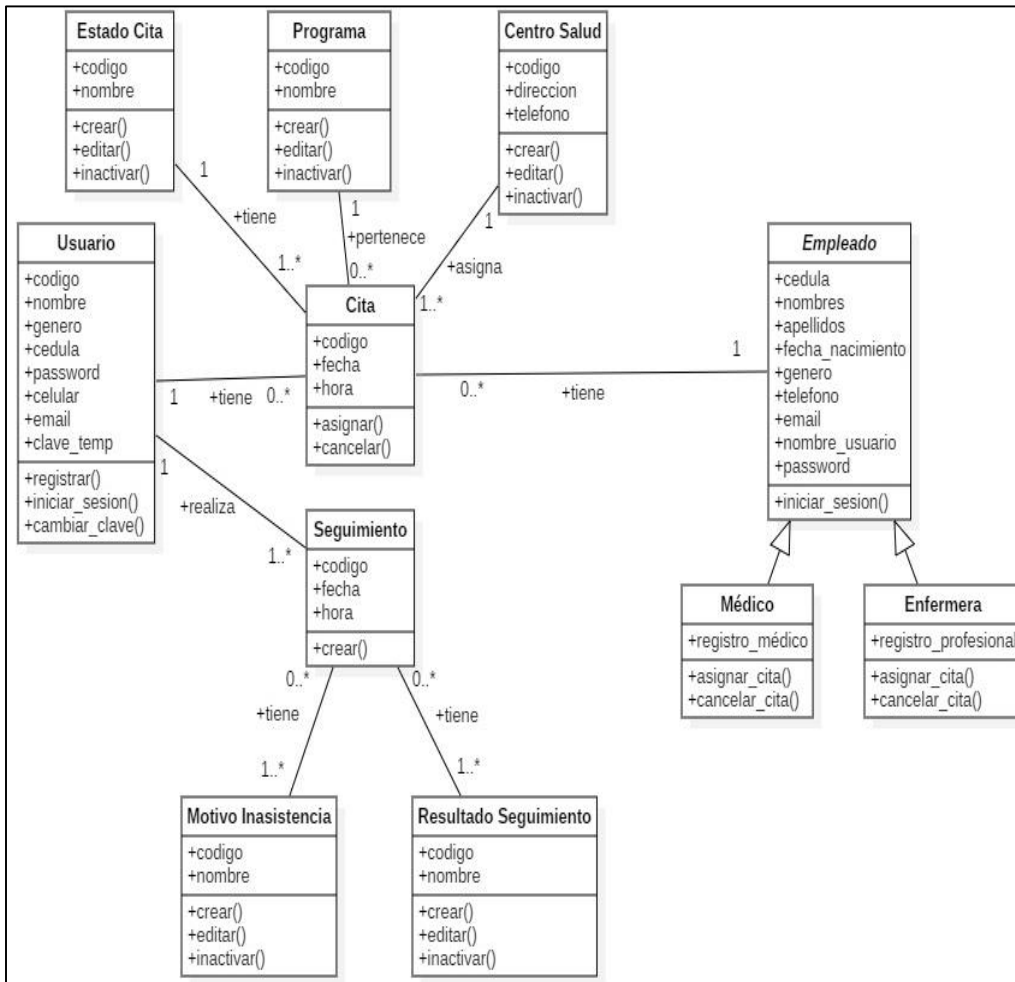 Estado Cita
+codigo
+nombre
+crear()
+editar()
+inactivar()
Programa
+codigo
+nombre
+crear()
+editar()
+inactivar()
Centro Salud
+codigo
+direccion
+telefono
+crear()
+editar()
+inactivar()
1
+tiene
1..*
1
+pertenece
0..*
1
+asigna
1..*
Usuario
+codigo
+nombre
+genero
+cedula
+password
+celular
+email
+clave_temp
+registrar()
+iniciar_sesion()
+cambiar_clave()
1
+tiene
0..*
Cita
+codigo
+fecha
+hora
+asignar()
+cancelar()
0..*
+tiene
1
Empleado
+cedula
+nombres
+apellidos
+fecha_nacimiento
+genero
+telefono
+email
+nombre_usuario
+password
+iniciar_sesion()
1
+realiza
1..*
Seguimiento
+codigo
+fecha
+hora
+crear()
Médico
+registro_médico
+asignar_cita()
+cancelar_cita()
Enfermera
+registro_profesional
+asignar_cita()
+cancelar_cita()
0..*
+tiene
1..*
0..*
+tiene
1..*
Motivo Inasistencia
+codigo
+nombre
+crear()
+editar()
+inactivar()
Resultado Seguimiento
+codigo
+nombre
+crear()
+editar()
+inactivar()